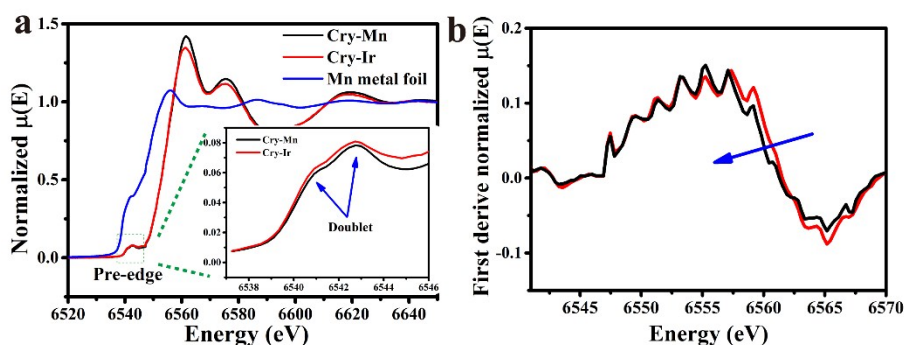 a
Normalized μ(E)
1.5
1.0
0.5
0.0
Cry-Mn
Cry-Ir
Mn metal foil
Pre-edge
0.08
0.06
0.04
0.02
0.00
Cry-Mn
Cry-Ir
Doublet
6538 6540 6542 6544 6546
6520 6540 6560 6580 6600 6620 6640
Energy (eV)
b
First derive normalized μ(E)
0.2
0.1
0.0
-0.1
6545 6550 6555 6560 6565 6570
Energy (eV)